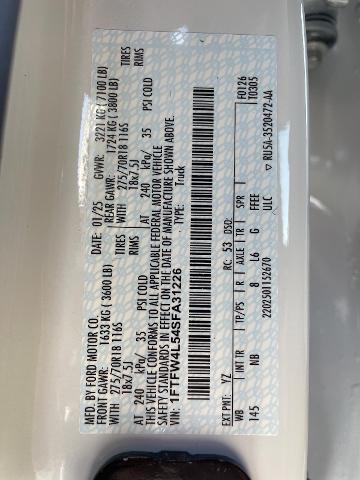 MFD. BY FORD MOTOR CO.
DATE: 01/25 GVWR: 3221 KG (7100 LB)
FRONT GAWR: 1633 KG (3600 LB) REAR GAWR: 1724 KG (3800 LB)
WITH 275/70R18 116S TIRES WITH 275/70R18 116S TIRES
18x7.5J RIMS 18x7.5J RIMS
AT 240 kPa/ 35 PSI COLD AT 240 kPa/ 35 PSI COLD
THIS VEHICLE CONFORMS TO ALL APPLICABLE FEDERAL MOTOR VEHICLE
SAFETY STANDARDS IN EFFECT ON THE DATE OF MANUFACTURE SHOWN ABOVE.
VIN: 1FTFW4L54SFA31226
TYPE: Truck
EXT PNT: YZ RC: 53 DSO: F0126
T0305
WB INT TR TP/PS R AXLE TR SPR
145 NB 8 L6 G FFEE
2202501152670 ULC ▽ RU5A-3520472-AA